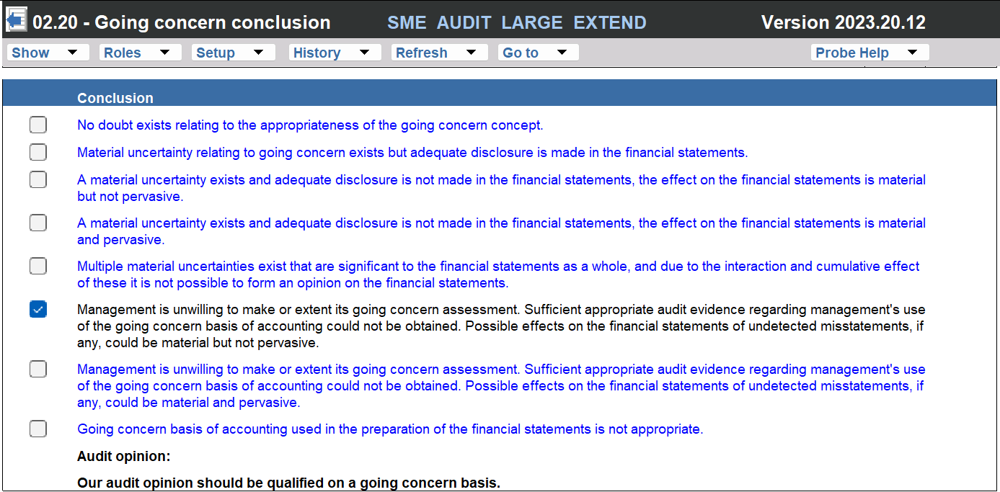 02.20 - Going concern conclusion SME AUDIT LARGE EXTEND Version 2023.20.12
Show Roles Setup History Refresh Go to Probe Help
Conclusion
No doubt exists relating to the appropriateness of the going concern concept.
Material uncertainty relating to going concern exists but adequate disclosure is made in the financial statements.
A material uncertainty exists and adequate disclosure is not made in the financial statements, the effect on the financial statements is material
but not pervasive.
A material uncertainty exists and adequate disclosure is not made in the financial statements, the effect on the financial statements is material
and pervasive.
Multiple material uncertainties exist that are significant to the financial statements as a whole, and due to the interaction and cumulative effect
of these it is not possible to form an opinion on the financial statements.
Management is unwilling to make or extent its going concern assessment. Sufficient appropriate audit evidence regarding management's use
of the going concern basis of accounting could not be obtained. Possible effects on the financial statements of undetected misstatements, if
any, could be material but not pervasive.
Management is unwilling to make or extent its going concern assessment. Sufficient appropriate audit evidence regarding management's use
of the going concern basis of accounting could not be obtained. Possible effects on the financial statements of undetected misstatements, if
any, could be material and pervasive.
Going concern basis of accounting used in the preparation of the financial statements is not appropriate.
Audit opinion:
Our audit opinion should be qualified on a going concern basis.